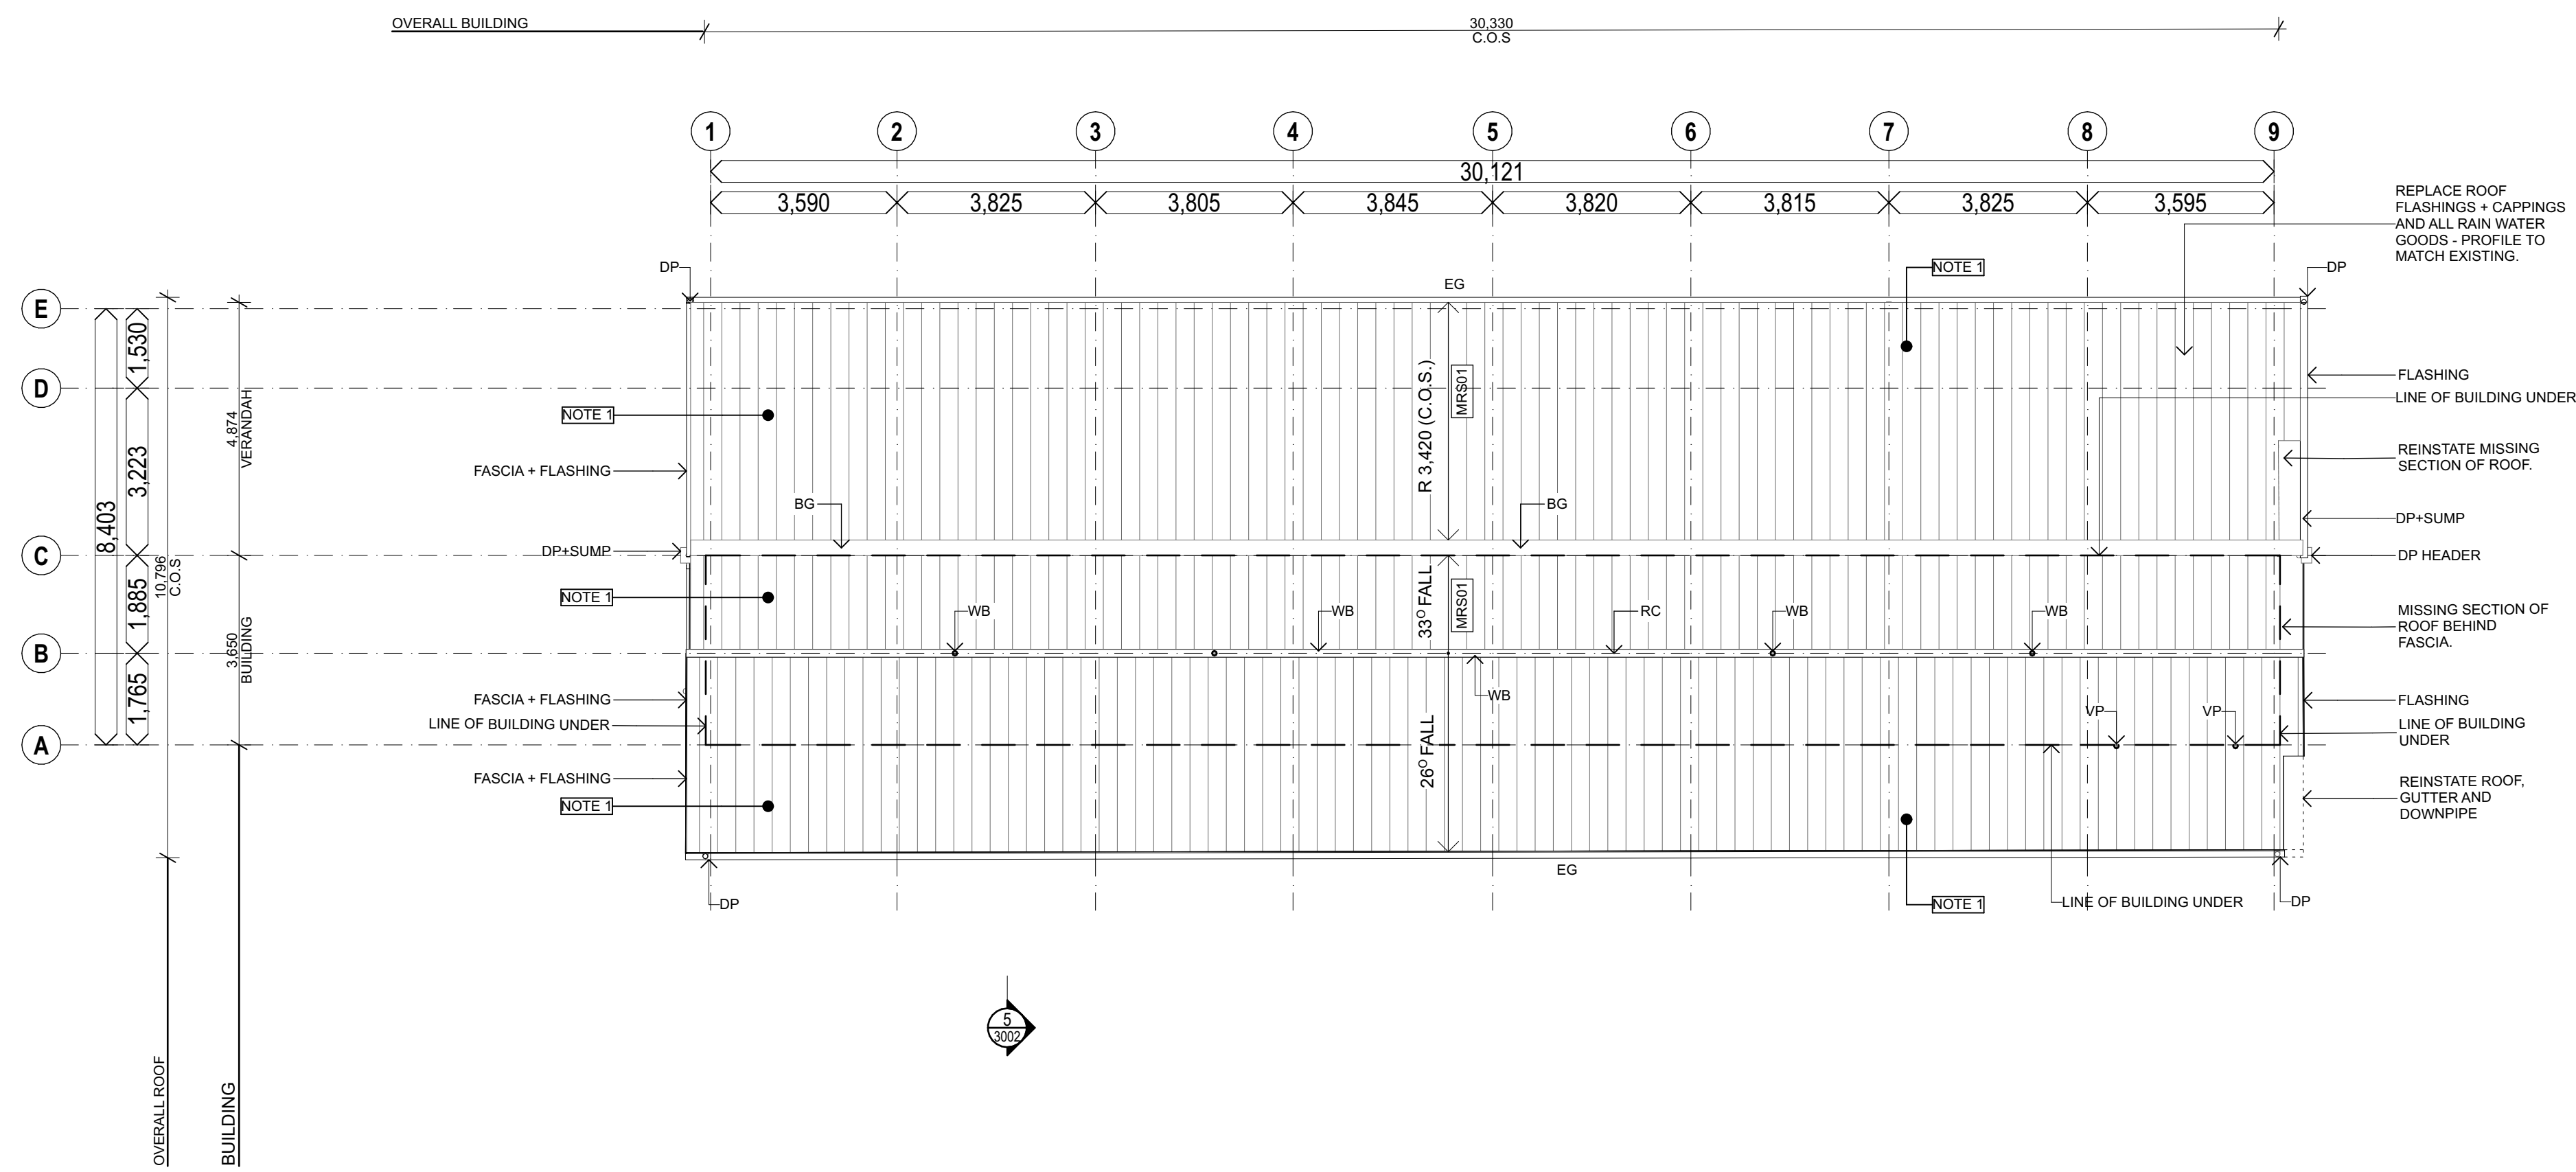 OVERALL BUILDING
30,330
C.O.S
1
2
3
4
5
6
7
8
9
30,121
3,590
3,825
3,805
3,845
3,820
3,815
3,825
3,595
REPLACE ROOF
FLASHINGS + CAPPINGS
AND ALL RAIN WATER
GOODS - PROFILE TO
MATCH EXISTING.
DP
EG
NOTE 1
DP
E
D
C
B
A
8,403
1,530
3,223
1,885
1,765
10,796
C.O.S
4,874
VERANDAH
3,650
BUILDING
OVERALL ROOF
BUILDING
NOTE 1
FASCIA + FLASHING
BG
BG
DP+SUMP
NOTE 1
R 3,420 (C.O.S.)
MRS01
33O FALL
MRS01
WB
WB
RC
WB
WB
WB
FASCIA + FLASHING
LINE OF BUILDING UNDER
FASCIA + FLASHING
NOTE 1
26O FALL
VP
VP
FLASHING
LINE OF BUILDING UNDER
REINSTATE MISSING
SECTION OF ROOF.
DP+SUMP
DP HEADER
MISSING SECTION OF
ROOF BEHIND
FASCIA.
FLASHING
LINE OF BUILDING
UNDER
REINSTATE ROOF,
GUTTER AND
DOWNPIPE
EG
DP
NOTE 1
LINE OF BUILDING UNDER
DP
5
3002